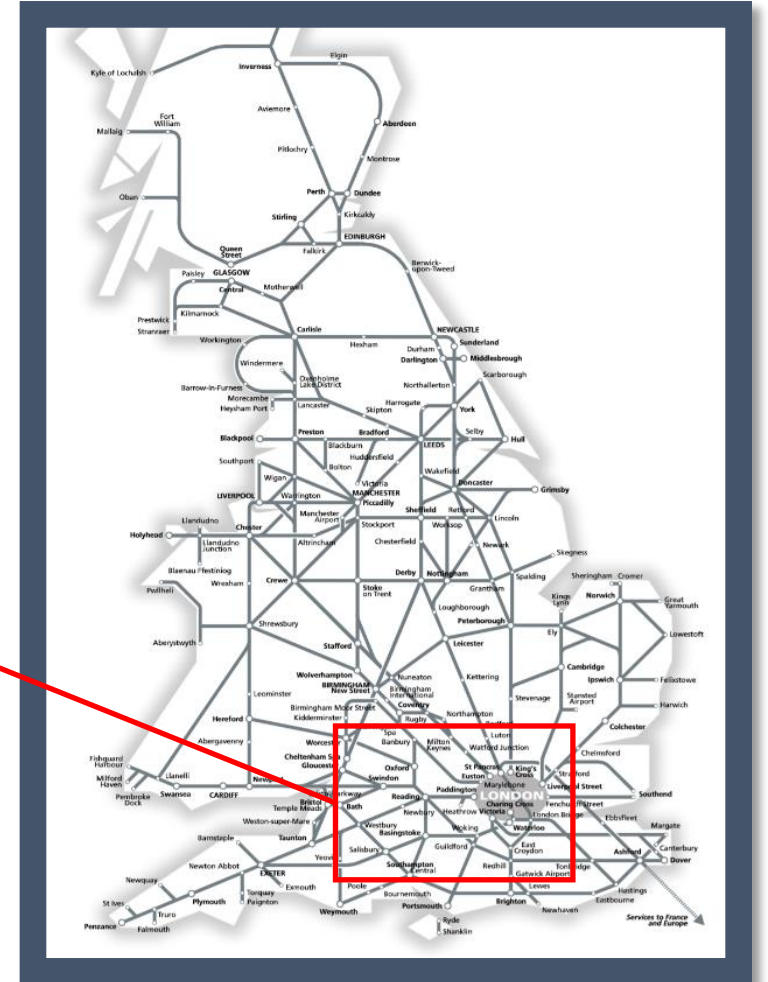 Elgin
Inverness
Kyle of Lochalsh
Aviemore
Fort
William
Mallaig
Aberdeen
Pitlochry
Montrose
Perth
Dundee
Oban
Stirling
Kirkcaldy
EDINBURGH
Queen
Street
Falkirk
Berwick-
upon-Tweed
Paisley
GLASGOW
Central
Motherwell
Kilmarnock
Prestwick
Stranraer
Carlisle
NEWCASTLE
Workington
Hexham
Durham
Sunderland
Darlington
Middlesbrough
Windermere
Scarborough
Oxenholme
Lake District
Barrow-in-Furness
Northallerton
Morecambe
Heysham Port
Lancaster
Harrogate
York
Skipton
Blackpool
Preston
Bradford
Selby
Hull
Blackburn
LEEDS
Southport
Huddersfield
Bolton
Wigan
Wakefield
Victoria
Doncaster
Grimsby
LIVERPOOL
Warrington
MANCHESTER
Piccadilly
Manchester
Airport
Sheffield
Retford
Llandudno
Stockport
Worksop
Lincoln
Holyhead
Chester
Llandudno
Junction
Altrincham
Chesterfield
Newark
Skegness
Blaenau Ffestiniog
Pwllheli
Wrexham
Crewe
Stoke
on Trent
Derby
Nottingham
Grantham
Spalding
Sheringham
Cromer
Kings
Lynn
Norwich
Great
Yarmouth
Loughborough
Shrewsbury
Peterborough
Ely
Lowestoft
Aberystwyth
Stafford
Leicester
Cambridge
Wolverhampton
BIRMINGHAM
New Street
Nuneaton
Birmingham
International
Kettering
Ipswich
Felixstowe
Leominster
Coventry
Stevenage
Stansted
Airport
Birmingham Moor Street
Kidderminster
Rugby
Northampton
Harwich
Hereford
Colchester
Abergavenny
Worcester
Spa
Banbury
Milton
Keynes
Luton
Watford Junction
Chelmsford
Fishguard
Harbour
Cheltenham Spa
Gloucester
Oxford
St Pancras
Euston
King's
Cross
Stratford
Milford
Haven
Llanelli
Newport
Swindon
Paddington
Marylebone
Liverpool Street
Pembroke
Dock
Swansea
CARDIFF
Parkway
Reading
LONDON
Southend
Bristol
Temple Meads
Bath
Newbury
Heathrow
Charing Cross
Fenchurch Street
Victoria
London Bridge
Ebbsfleet
Weston-super-Mare
Westbury
Basingstoke
Woking
Waterloo
Margate
Barnstaple
Taunton
Salisbury
Guildford
East
Croydon
Canterbury
Ashford
Dover
Newton Abbot
Yeovil
Southampton
Central
Redhill
Tonbridge
Gatwick Airport
Newquay
EXETER
Exmouth
Poole
Bournemouth
Lewes
Hastings
Eastbourne
St Ives
Plymouth
Torquay
Paignton
Weymouth
Portsmouth
Brighton
Newhaven
Truro
Penzance
Falmouth
Ryde
Shanklin
Services to France
and Europe